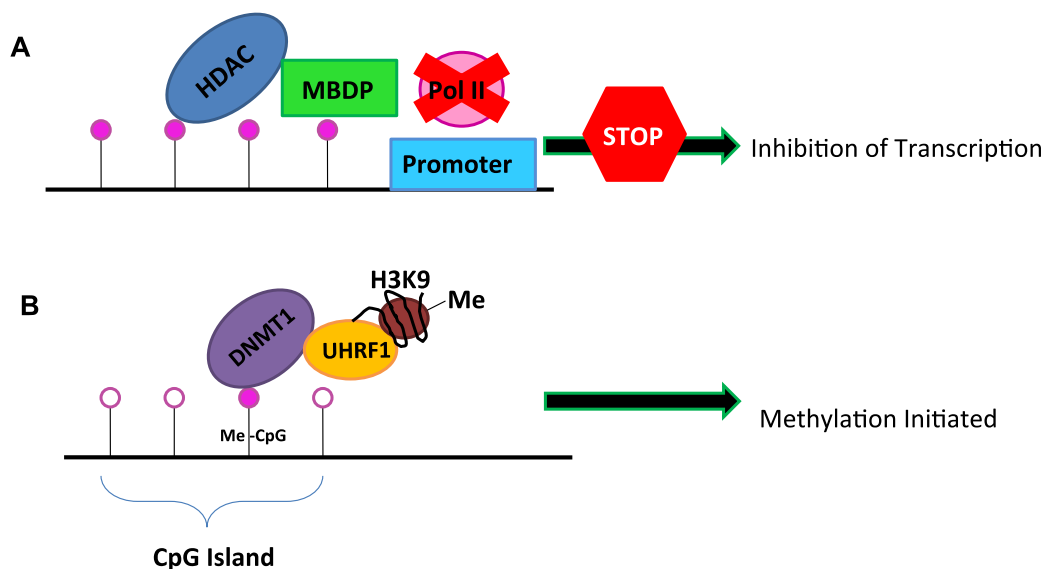 A
HDAC
MBDP
Pol II
Promoter
STOP
Inhibition of Transcription
B
H3K9
Me
DNMT1
UHRF1
Me -CpG
Methylation Initiated
CpG Island